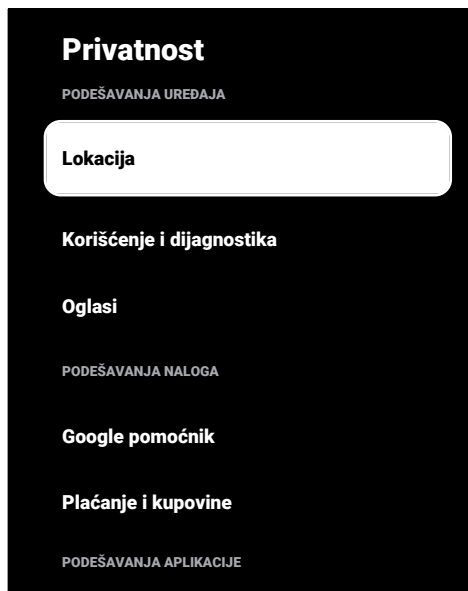 Privatnost
PODEŠAVANJA UREĐAJA
Lokacija
Korišćenje i dijagnostika
Oglasi
PODEŠAVANJA NALOGA
Google pomoćnik
Plaćanje i kupovine
PODEŠAVANJA APLIKACIJE